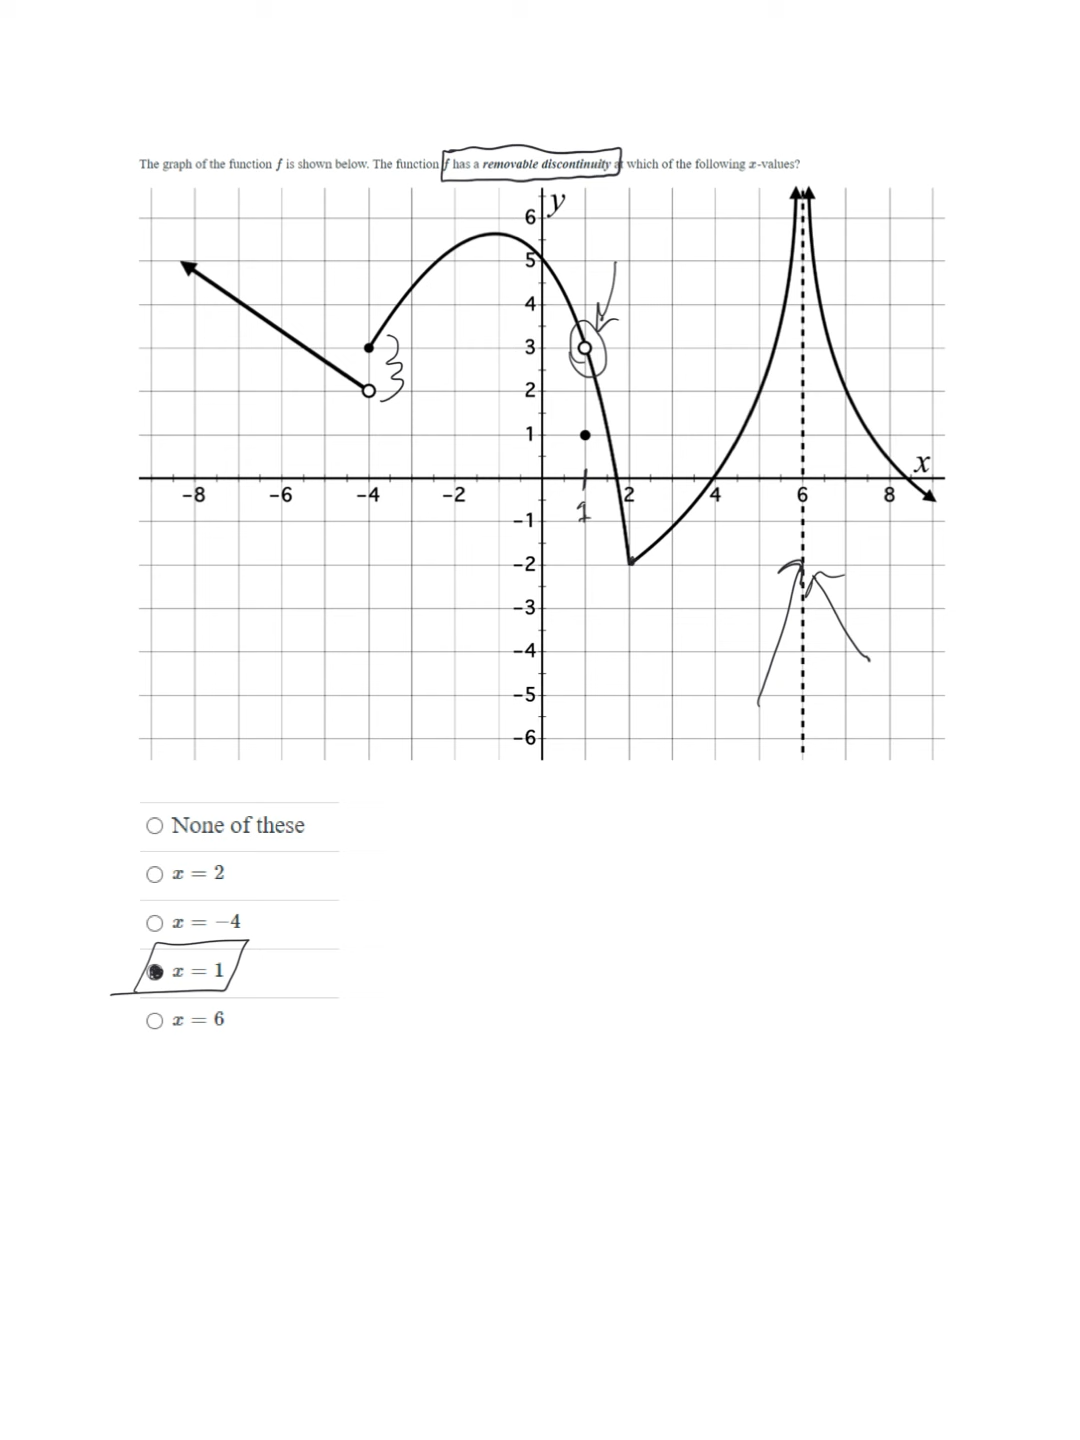 The graph of the function f is shown below. The function f has a removable discontinuity at which of the following x-values?
y
6
5
4
3
2
1
x
-8 -6 -4 -2 2 4 6 8
1
-1
-2
-3
-4
-5
-6
None of these
x = 2
x = -4
x = 1
x = 6